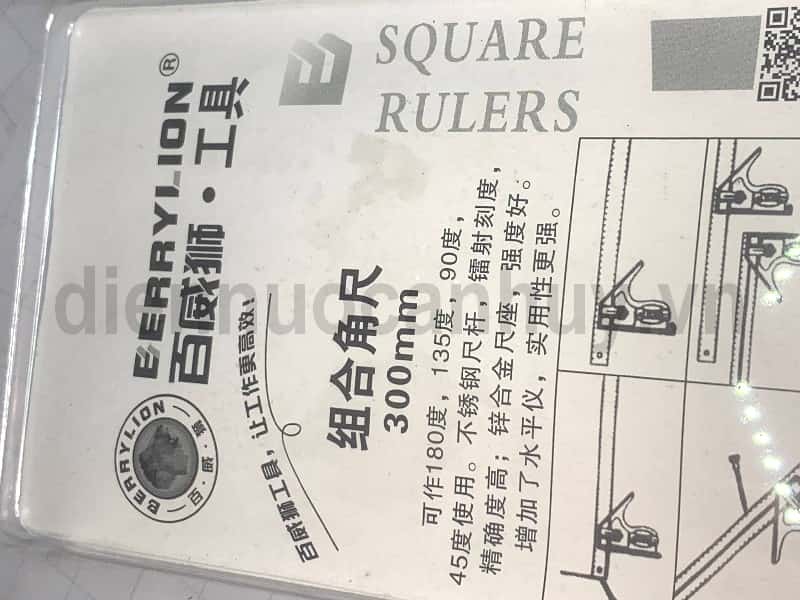 BERRYLION®
百威狮·工具
BERRYLION
百威狮工具，让工作更高效！
SQUARE
RULERS
组合角尺
300mm
可作180度，135度，90度，
45度使用。不锈钢尺杆，镭射刻度，
精确度高；锌合金尺座，强度好。
增加了水平仪，实用性更强。
diennuocanhuy.vn